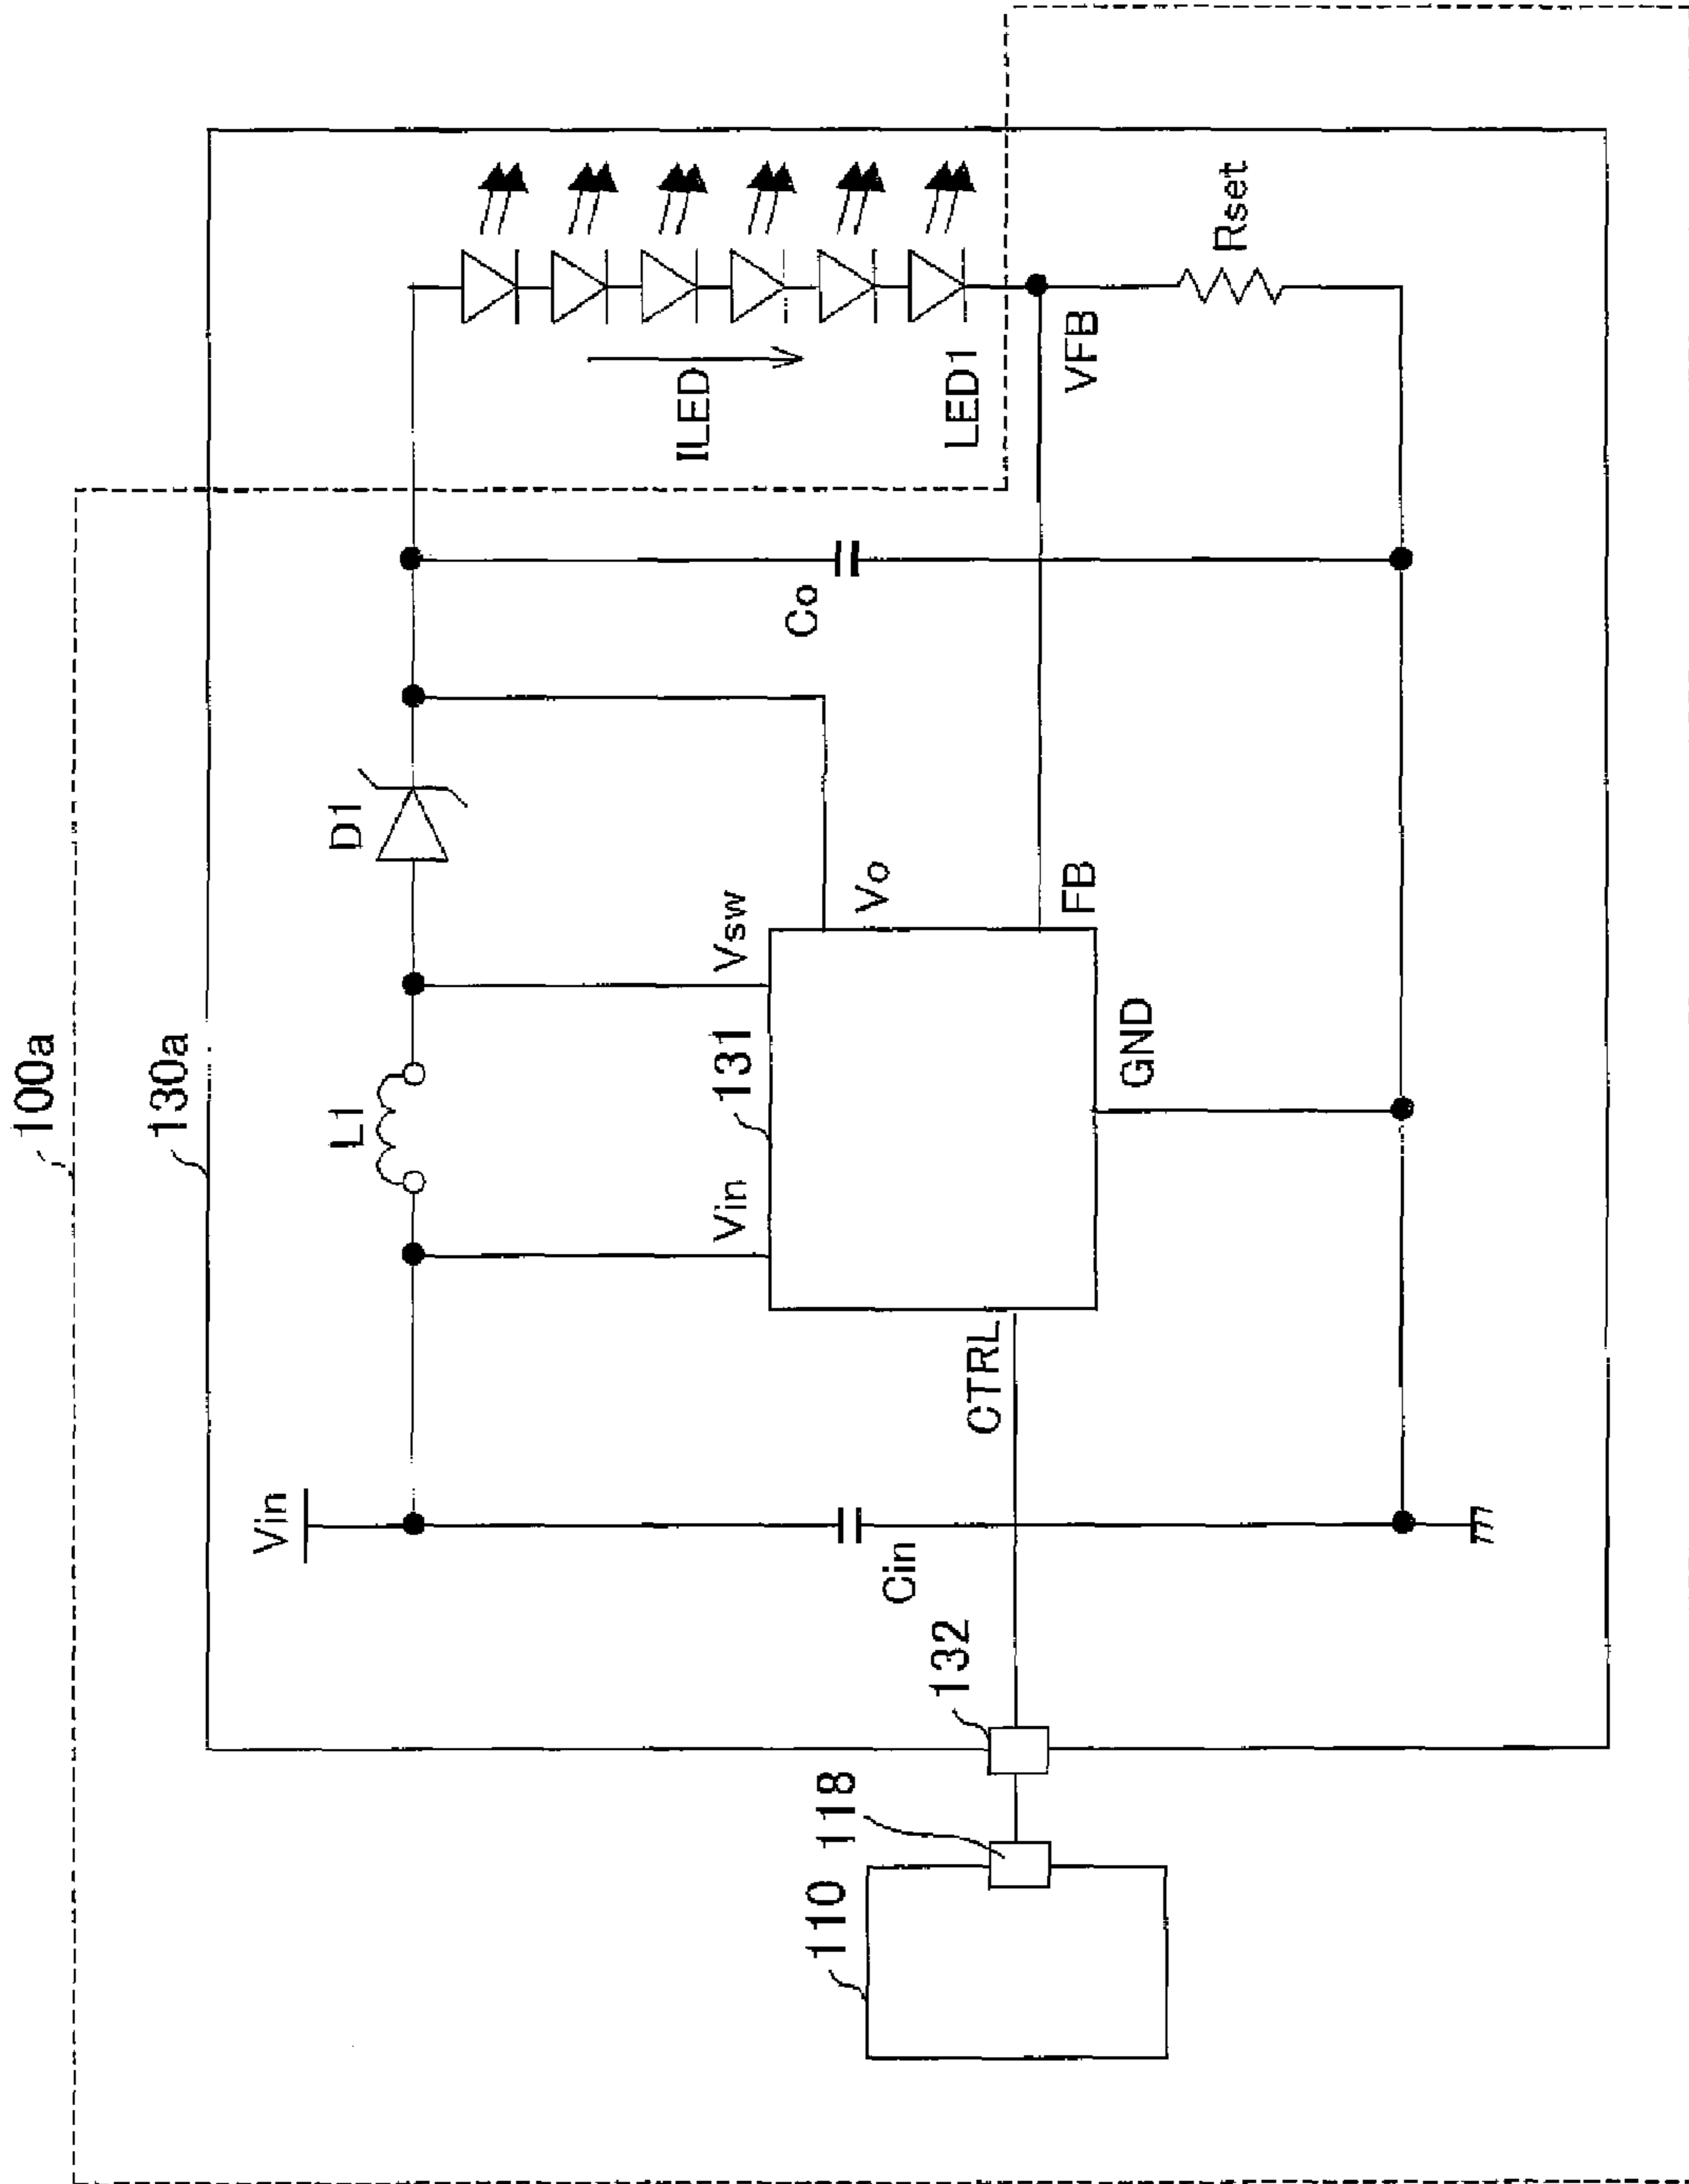 100a
130a
Vin
L1
D1
Vin
131
Vsw
Vo
FB
GND
CTRL
Cin
Co
ILED
LED1
VFB
Rset
132
118
110